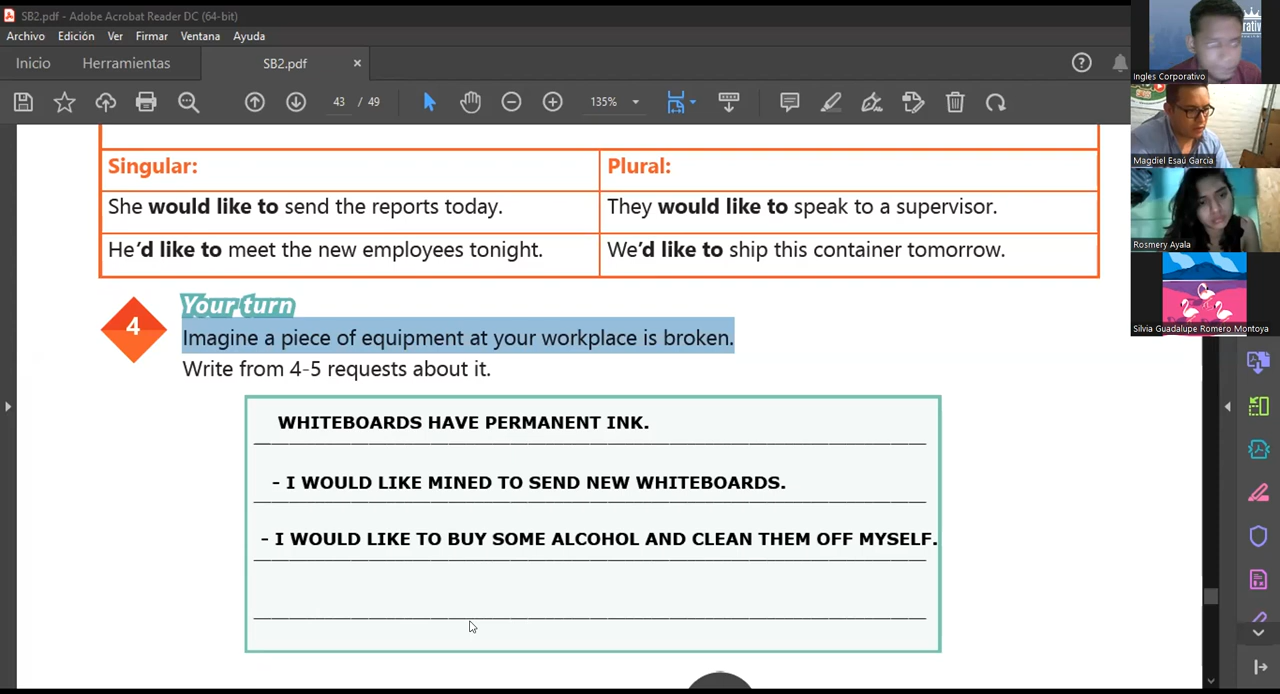 SB2.pdf - Adobe Acrobat Reader DC (64-bit)
Archivo Edición Ver Firmar Ventana Ayuda
Inicio Herramientas SB2.pdf ×
43 / 49 135%
Singular: Plural:
She would like to send the reports today. They would like to speak to a supervisor.
He'd like to meet the new employees tonight. We'd like to ship this container tomorrow.
4
Your turn
Imagine a piece of equipment at your workplace is broken.
Write from 4-5 requests about it.
WHITEBOARDS HAVE PERMANENT INK.
- I WOULD LIKE MINED TO SEND NEW WHITEBOARDS.
- I WOULD LIKE TO BUY SOME ALCOHOL AND CLEAN THEM OFF MYSELF.
Ingles Corporativo
Magdiel Esaú García
Rosmery Ayala
Silvia Guadalupe Romero Montoya